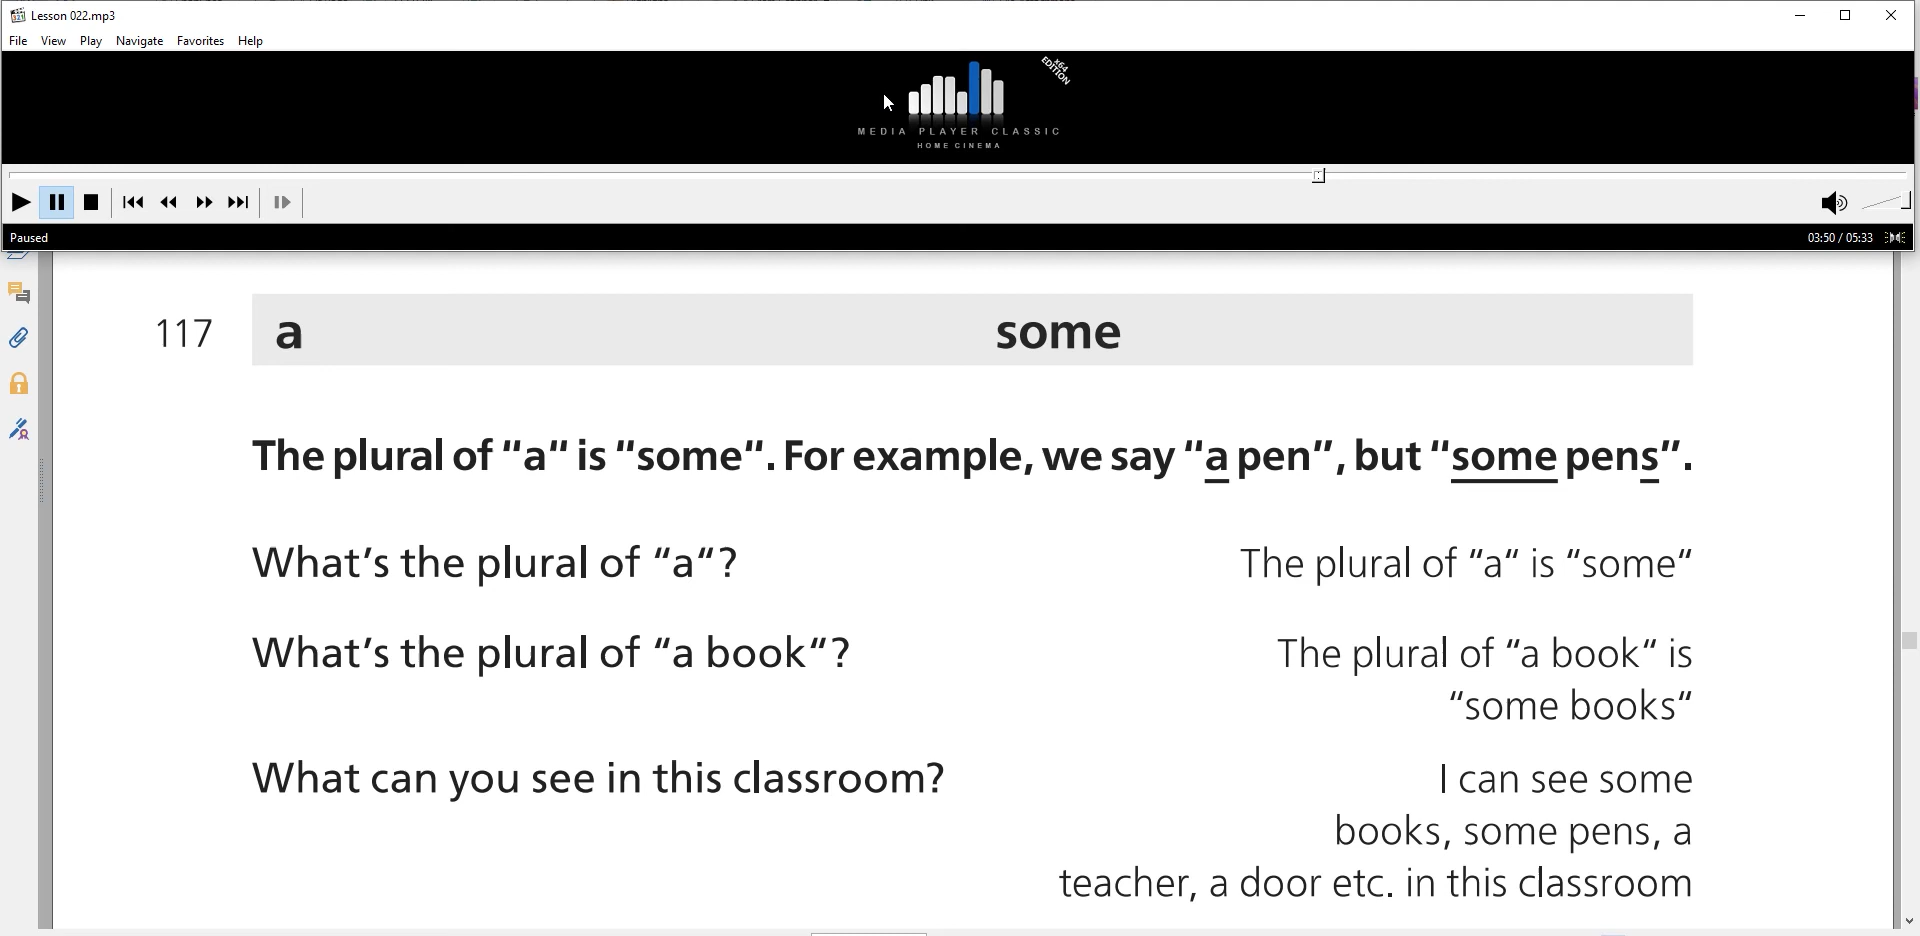 Lesson 022.mp3
File View Play Navigate Favorites Help
x64
EDITION
MEDIA PLAYER CLASSIC
HOME CINEMA
Paused
03:50 / 05:33
117 a some
The plural of “a“ is “some“. For example, we say “a pen”, but “some pens”.
What’s the plural of “a“? The plural of “a“ is “some“
What’s the plural of “a book“? The plural of “a book“ is
“some books“
What can you see in this classroom? I can see some
books, some pens, a
teacher, a door etc. in this classroom